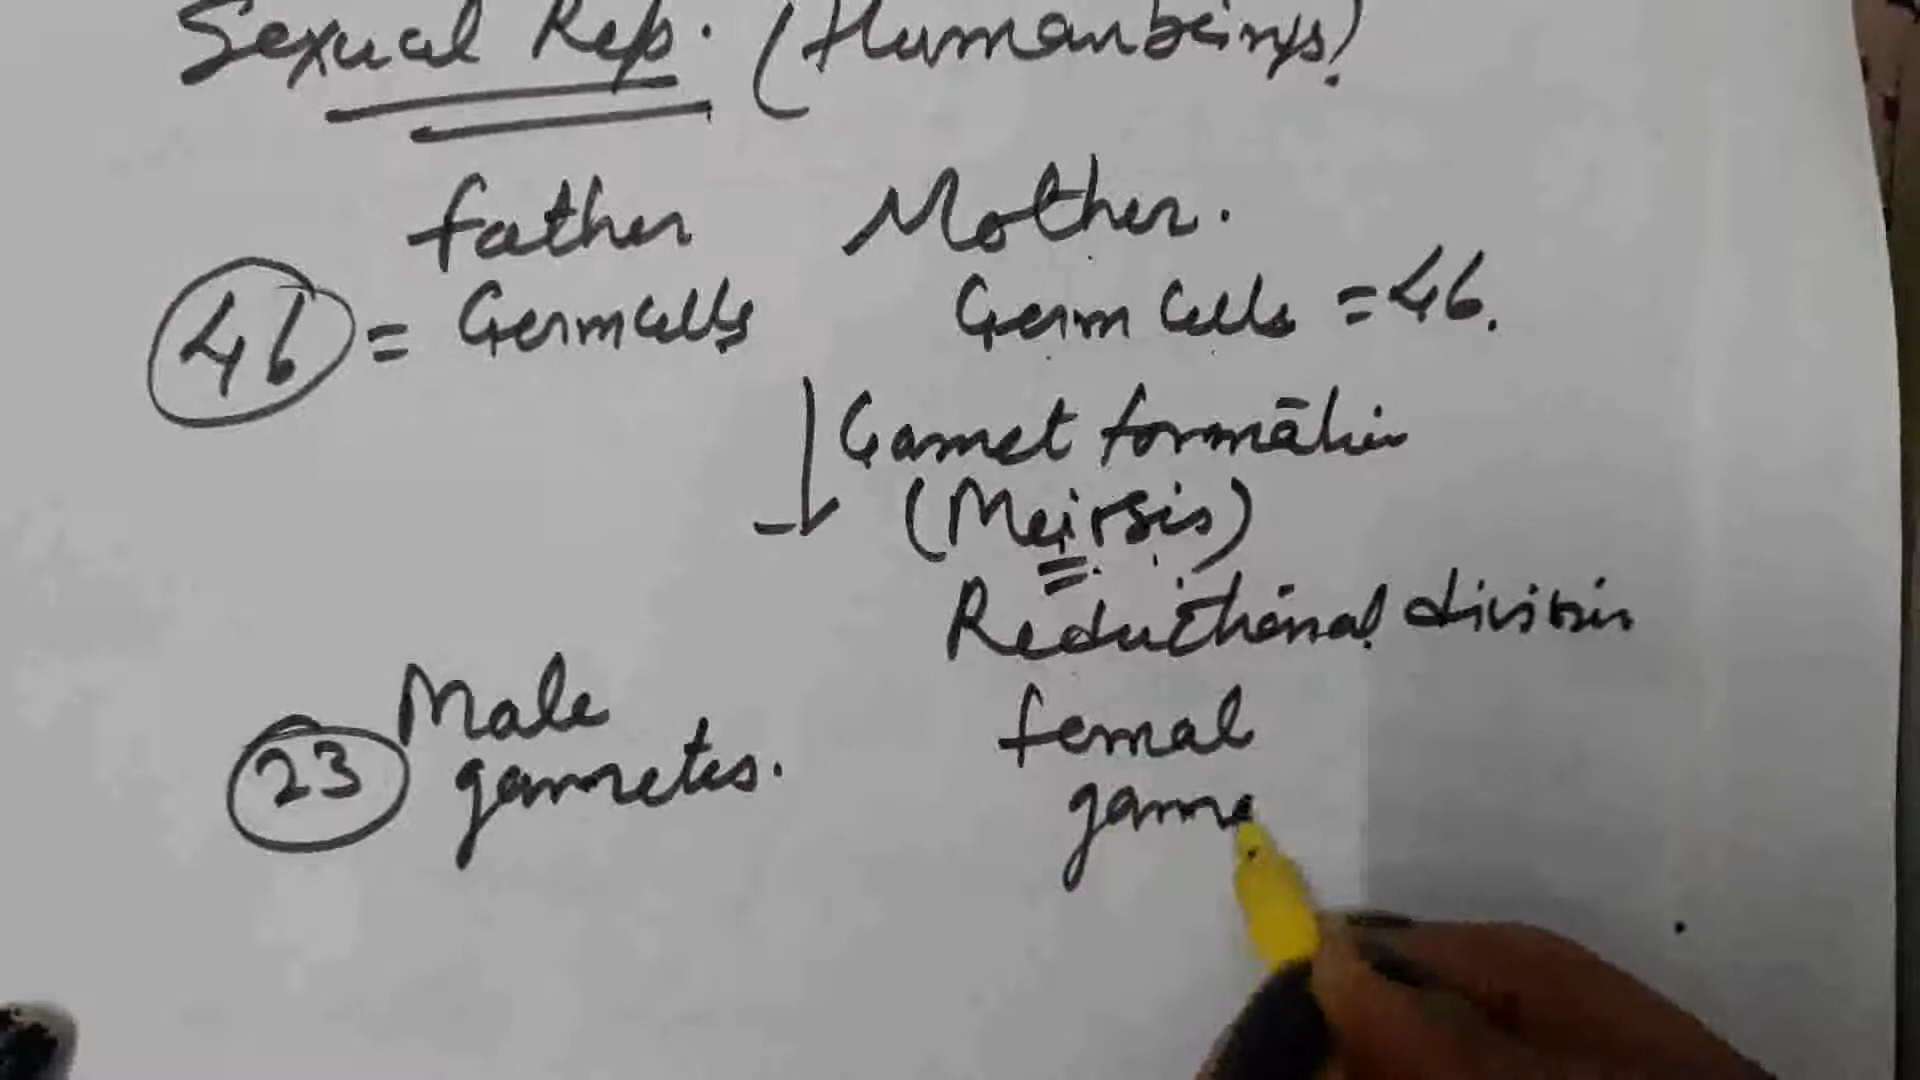 Sexual Rep. (Humanbeings)
father Mother.
46 = Germcells Germ Cells = 46.
Gamet formation
(Meiosis)
Reductional division
Male femal
23 gametes. game